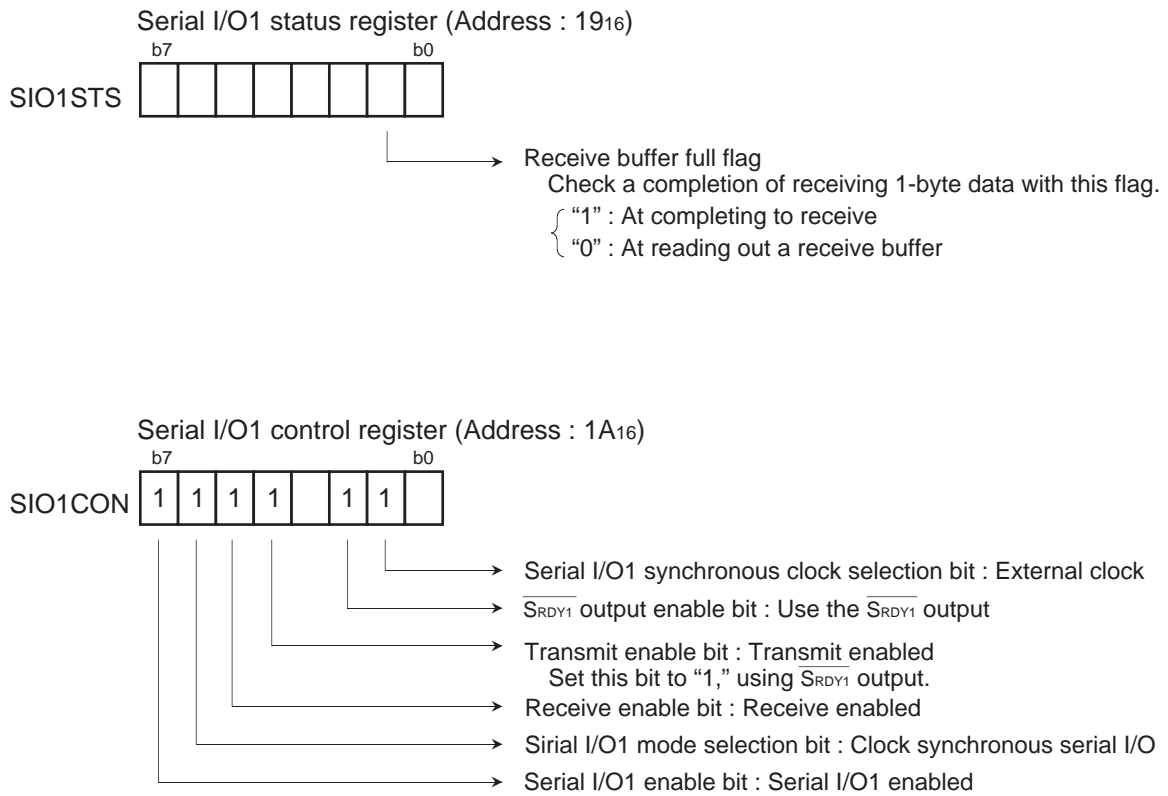 Serial I/O1 status register (Address : 1916)
b7 b0
SIO1STS
Receive buffer full flag
Check a completion of receiving 1-byte data with this flag.
“1” : At completing to receive
“0” : At reading out a receive buffer
Serial I/O1 control register (Address : 1A16)
b7 b0
SIO1CON 1 1 1 1 1 1
Serial I/O1 synchronous clock selection bit : External clock
SRDY1 output enable bit : Use the SRDY1 output
Transmit enable bit : Transmit enabled
Set this bit to “1,” using SRDY1 output.
Receive enable bit : Receive enabled
Sirial I/O1 mode selection bit : Clock synchronous serial I/O
Serial I/O1 enable bit : Serial I/O1 enabled